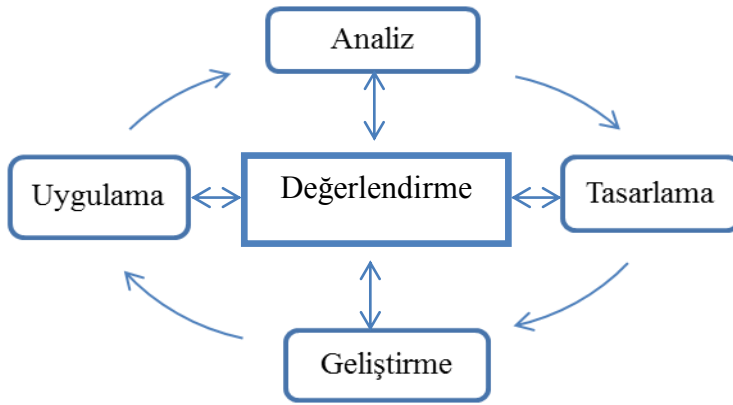 Analiz
Uygulama
Değerlendirme
Tasarlama
Geliştirme